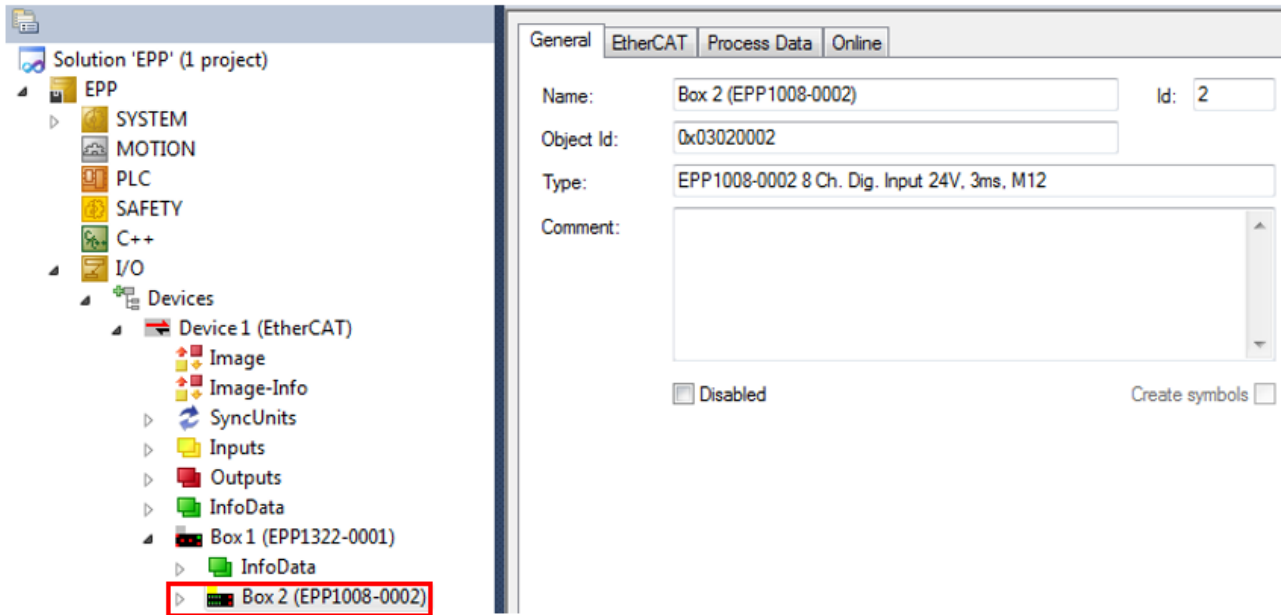 Solution 'EPP' (1 project)
EPP
SYSTEM
MOTION
PLC
SAFETY
C++
I/O
Devices
Device 1 (EtherCAT)
Image
Image-Info
SyncUnits
Inputs
Outputs
InfoData
Box 1 (EPP1322-0001)
InfoData
Box 2 (EPP1008-0002)
General EtherCAT Process Data Online
Name: Box 2 (EPP1008-0002) Id: 2
Object Id: 0x03020002
Type: EPP1008-0002 8 Ch. Dig. Input 24V, 3ms, M12
Comment:
Disabled Create symbols